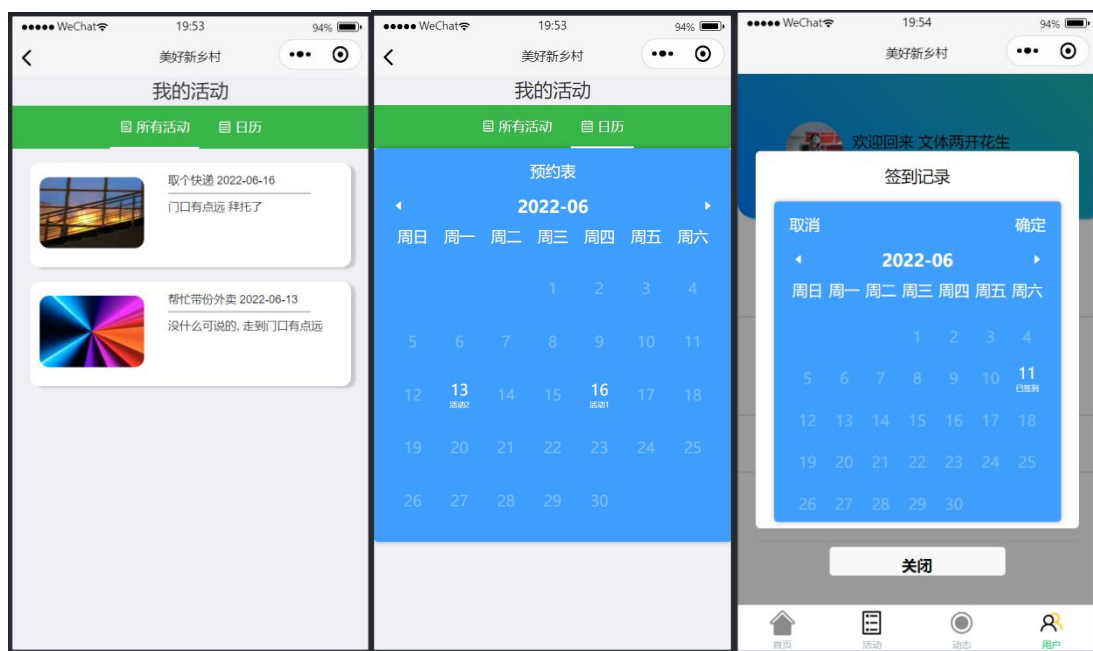 WeChat 19:53 94%
美好新乡村
我的活动
所有活动 日历
取个快递 2022-06-16
门口有点远 拜托了
帮忙带份外卖 2022-06-13
没什么可说的, 走到门口有点远
WeChat 19:53 94%
美好新乡村
我的活动
所有活动 日历
预约表
2022-06
周日 周一 周二 周三 周四 周五 周六
1 2 3 4
5 6 7 8 9 10 11
12 13 14 15 16 17 18
活动2 活动1
19 20 21 22 23 24 25
26 27 28 29 30
WeChat 19:54 94%
美好新乡村
欢迎回来 文体两开花生
签到记录
取消 确定
2022-06
周日 周一 周二 周三 周四 周五 周六
1 2 3 4
5 6 7 8 9 10 11
已签到
12 13 14 15 16 17 18
19 20 21 22 23 24 25
26 27 28 29 30
关闭
首页 活动 动态 用户